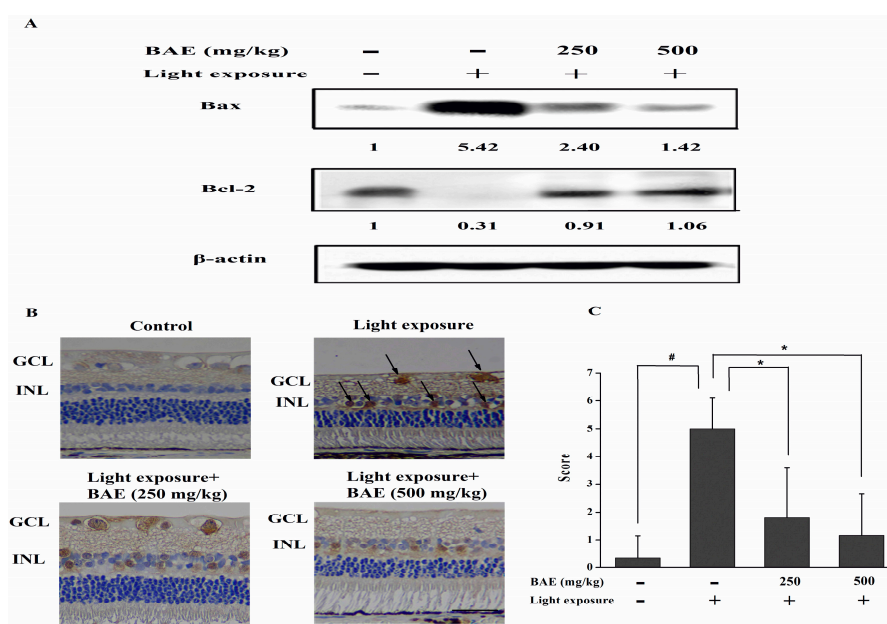 A
BAE (mg/kg) – – 250 500
Light exposure – + + +
Bax
1 5.42 2.40 1.42
Bcl-2
1 0.31 0.91 1.06
β-actin
B
Control
Light exposure
GCL
INL
GCL
INL
Light exposure+
BAE (250 mg/kg)
Light exposure+
BAE (500 mg/kg)
GCL
INL
GCL
INL
C
#
*
*
7
6
5
4
3
2
1
0
Score
BAE (mg/kg) – – 250 500
Light exposure – + + +